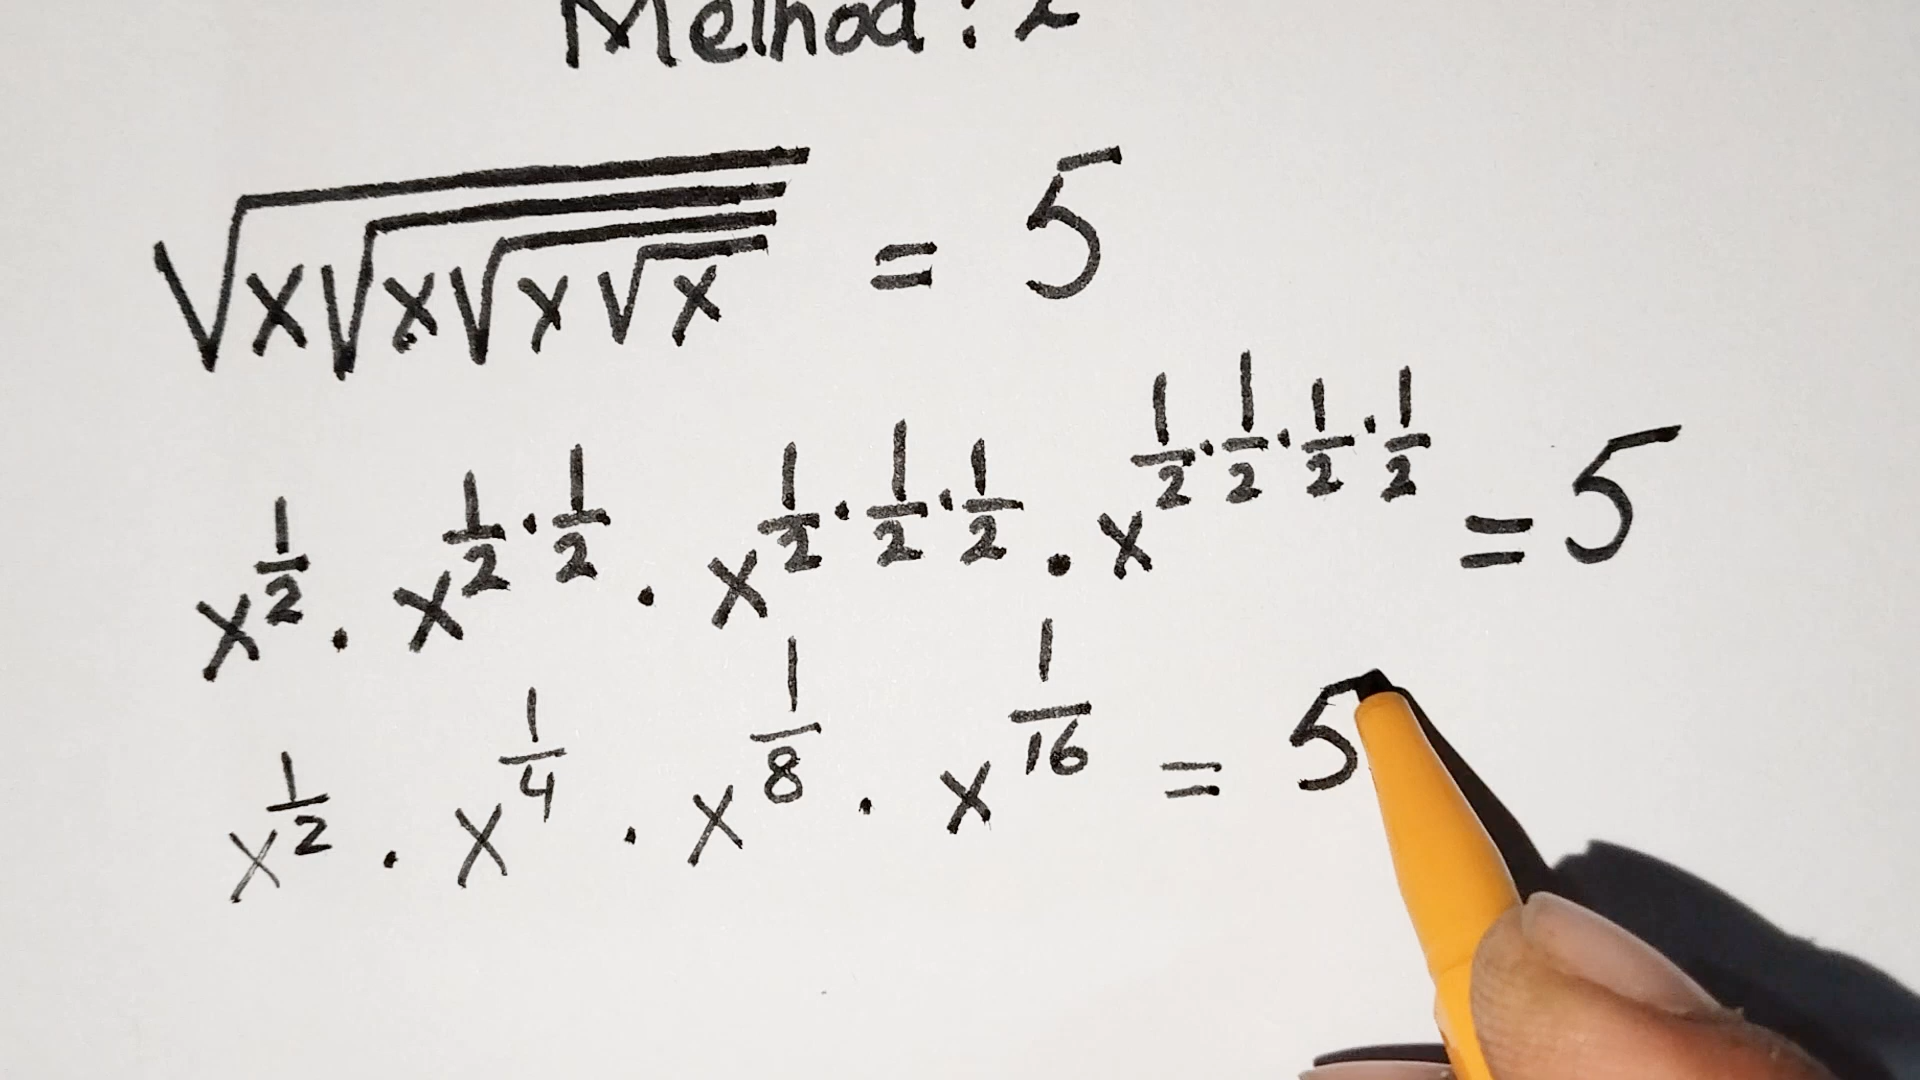 Method : 2
√x√x√x√x = 5
x^(1/2) . x^(1/2 · 1/2) . x^(1/2 · 1/2 · 1/2) . x^(1/2 · 1/2 · 1/2 · 1/2) = 5
x^(1/2) . x^(1/4) . x^(1/8) . x^(1/16) = 5